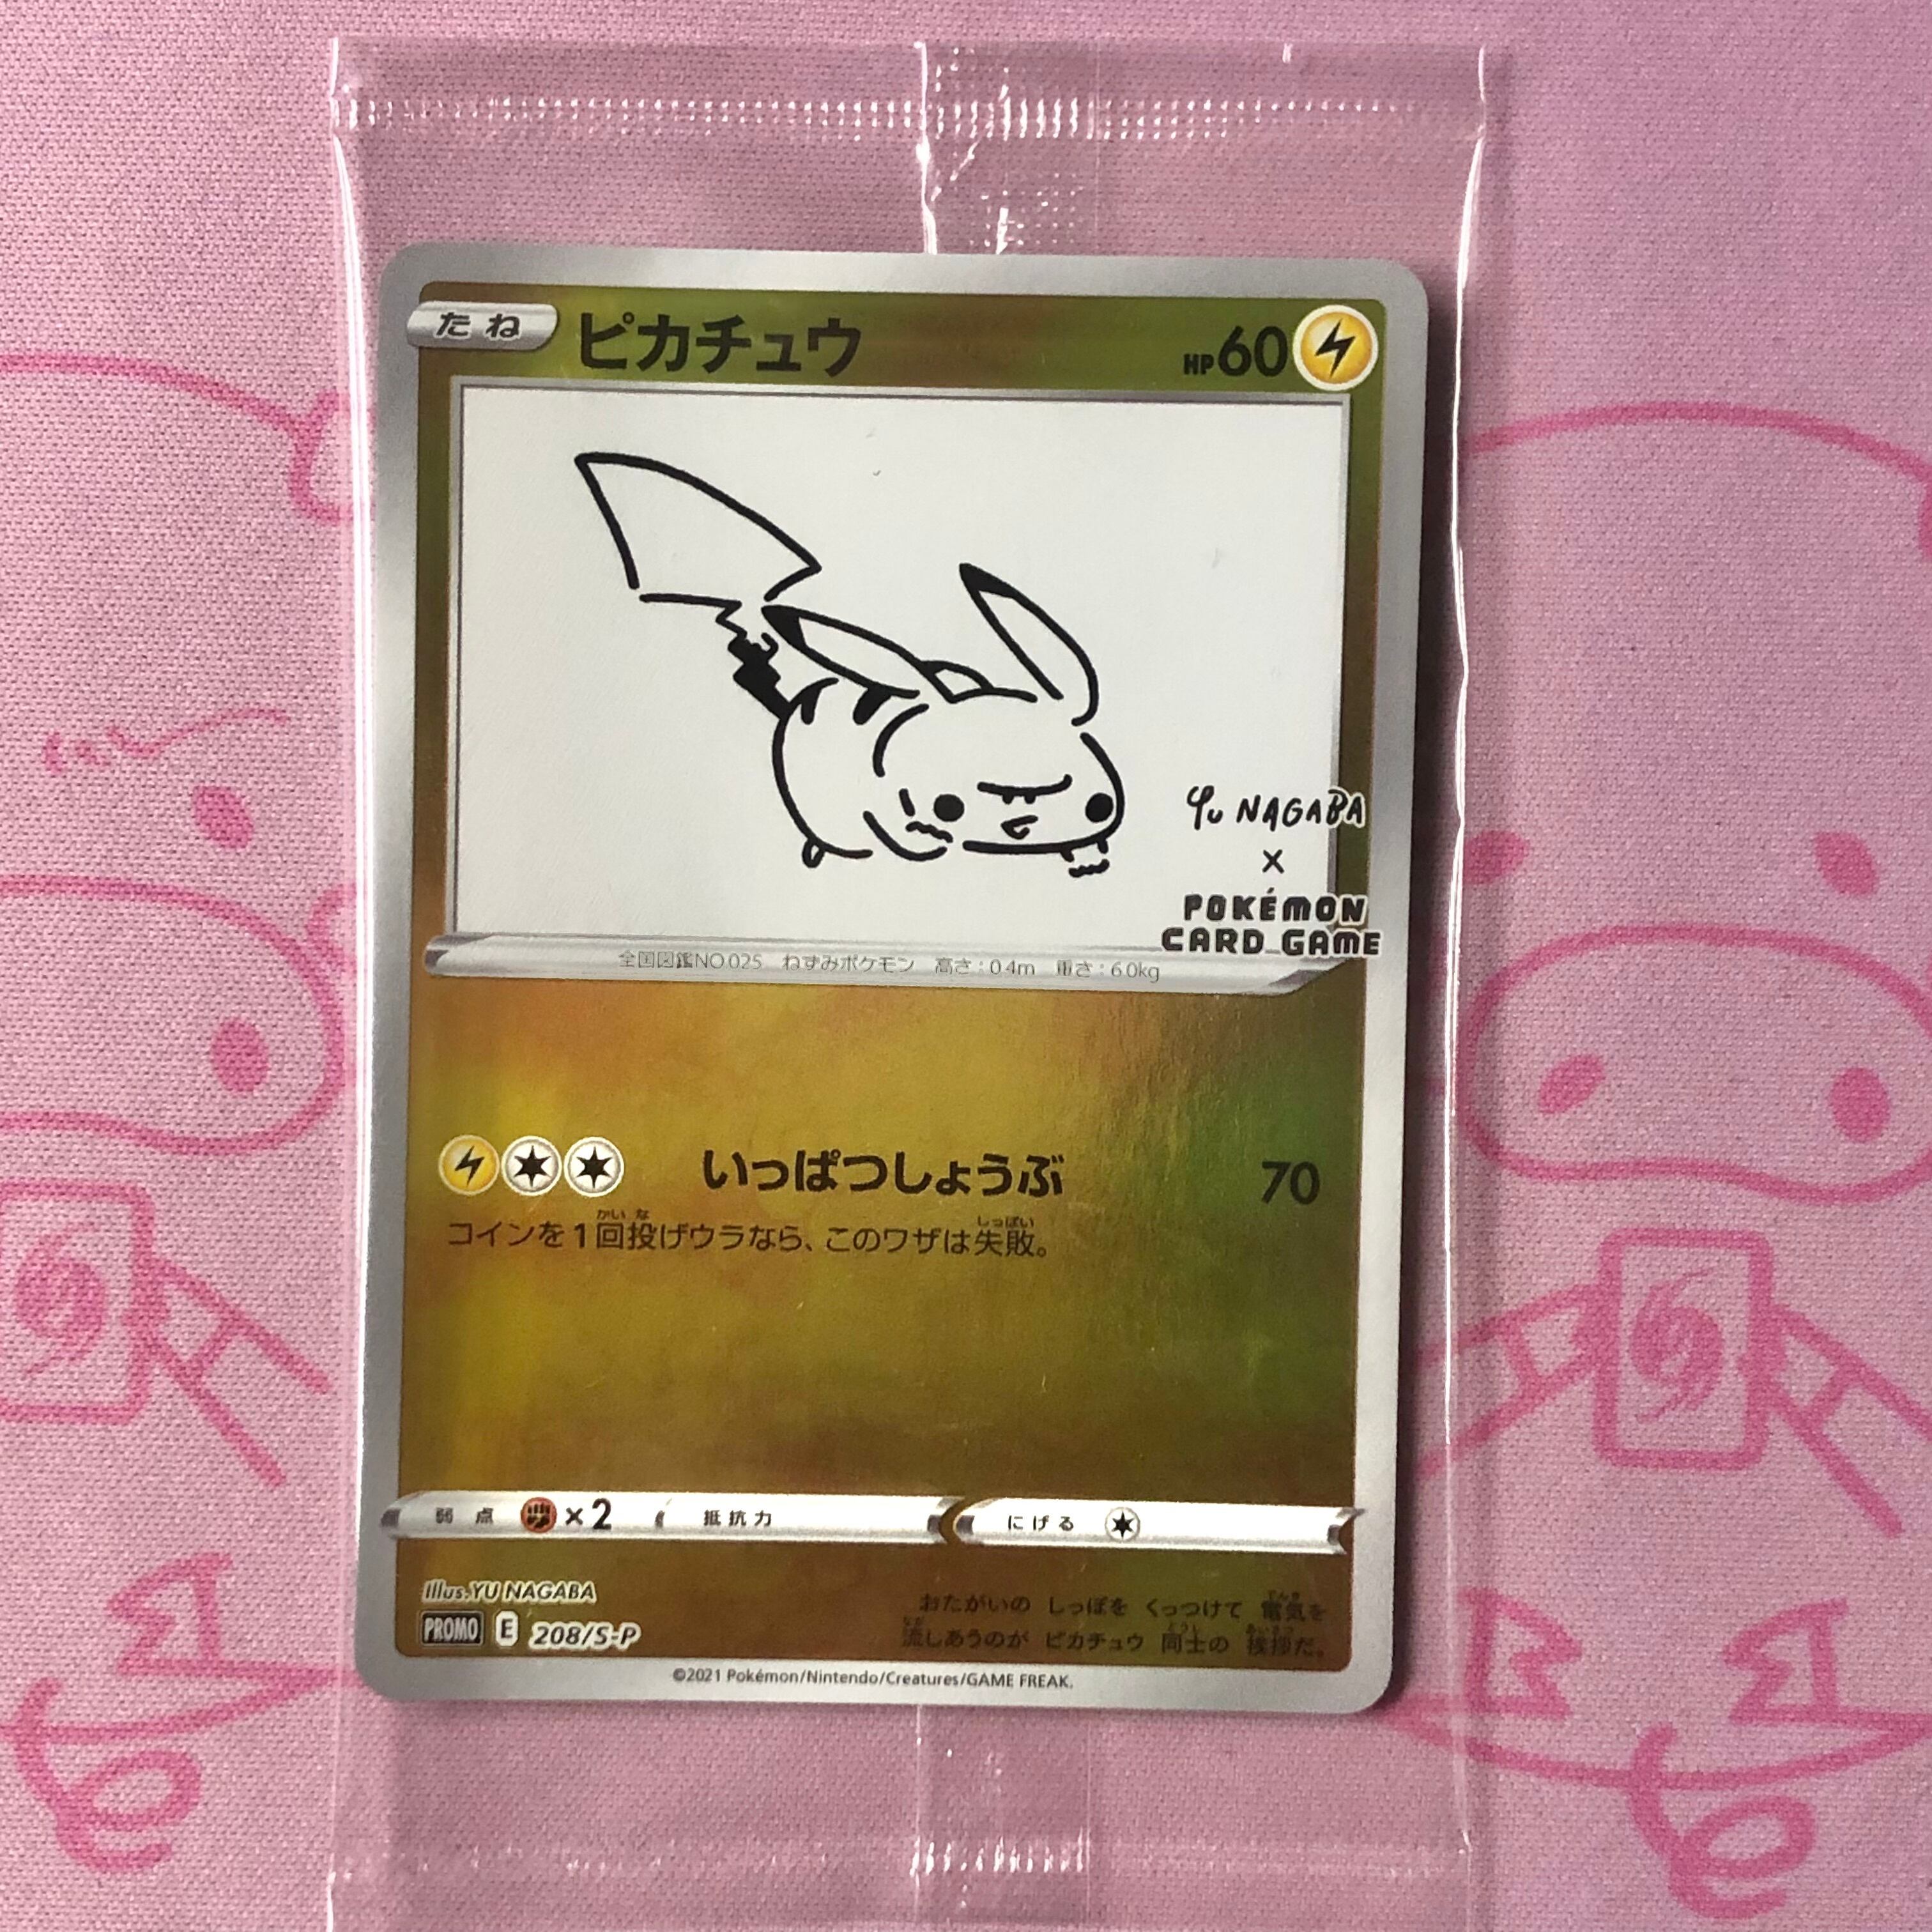 たね ピカチュウ HP60
Yu NAGABA
×
POKÉMON
CARD GAME
全国図鑑NO025 ねずみポケモン 高さ:0.4m 重さ:6.0kg
いっぱつしょうぶ 70
コインを1回投げウラなら、このワザは失敗。
弱点 ×2 抵抗力 にげる
Illus.YU NAGABA
PROMO E 208/S-P
おたがいの しっぽを くっつけて 電気を
流しあうのが ピカチュウ 同士の 挨拶だ。
©2021 Pokémon/Nintendo/Creatures/GAME FREAK.